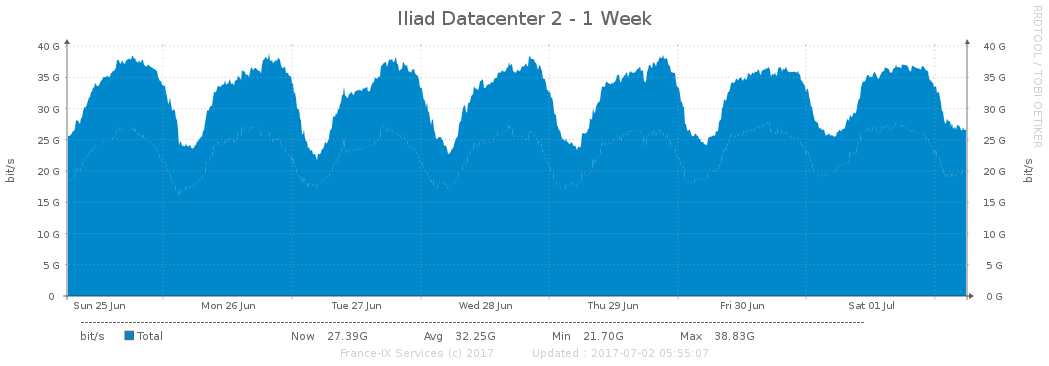 Iliad Datacenter 2 - 1 Week
RRDTOOL / TOBI OETIKER
40 G 40 G
35 G 35 G
30 G 30 G
25 G 25 G
20 G 20 G
15 G 15 G
10 G 10 G
5 G 5 G
0 0 G
bit/s bit/s
Sun 25 Jun Mon 26 Jun Tue 27 Jun Wed 28 Jun Thu 29 Jun Fri 30 Jun Sat 01 Jul
bit/s Total Now 27.39G Avg 32.25G Min 21.70G Max 38.83G
France-IX Services (c) 2017 Updated : 2017-07-02 05:55:07